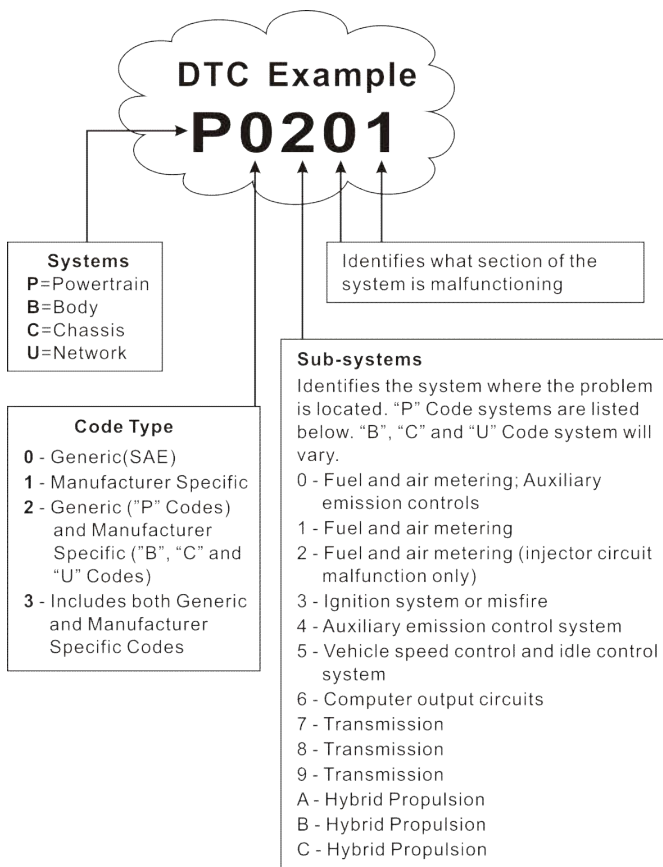 DTC Example
P0201
Systems
P=Powertrain
B=Body
C=Chassis
U=Network
Identifies what section of the
system is malfunctioning
Code Type
0 - Generic(SAE)
1 - Manufacturer Specific
2 - Generic ("P" Codes)
and Manufacturer
Specific ("B", "C" and
"U" Codes)
3 - Includes both Generic
and Manufacturer
Specific Codes
Sub-systems
Identifies the system where the problem
is located. "P" Code systems are listed
below. "B", "C" and "U" Code system will
vary.
0 - Fuel and air metering; Auxiliary
emission controls
1 - Fuel and air metering
2 - Fuel and air metering (injector circuit
malfunction only)
3 - Ignition system or misfire
4 - Auxiliary emission control system
5 - Vehicle speed control and idle control
system
6 - Computer output circuits
7 - Transmission
8 - Transmission
9 - Transmission
A - Hybrid Propulsion
B - Hybrid Propulsion
C - Hybrid Propulsion